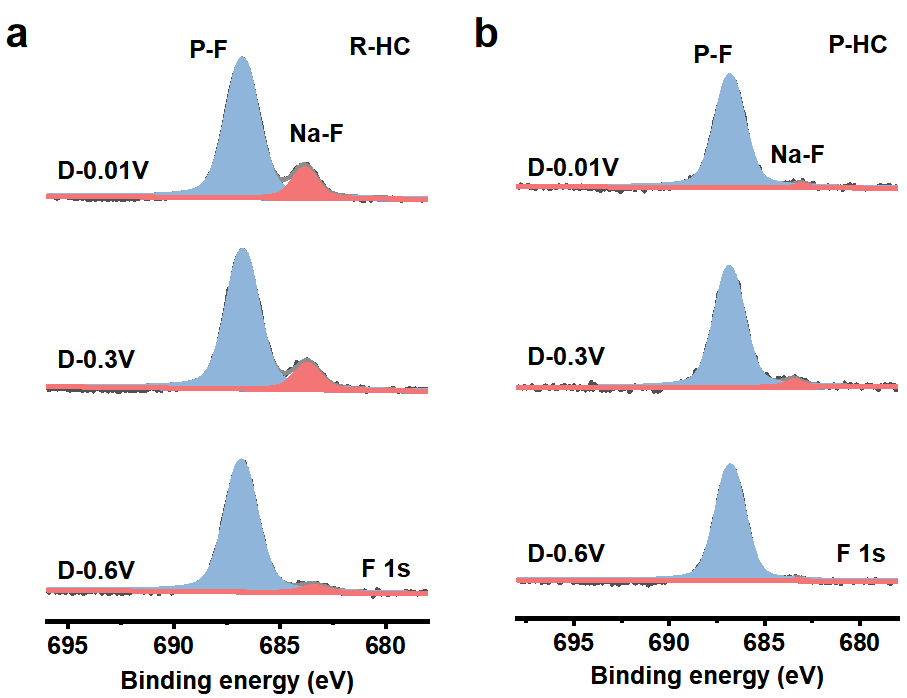 a
P-F
R-HC
Na-F
D-0.01V
D-0.3V
D-0.6V
F 1s
695 690 685 680
Binding energy (eV)
b
P-F
P-HC
Na-F
D-0.01V
D-0.3V
D-0.6V
F 1s
695 690 685 680
Binding energy (eV)